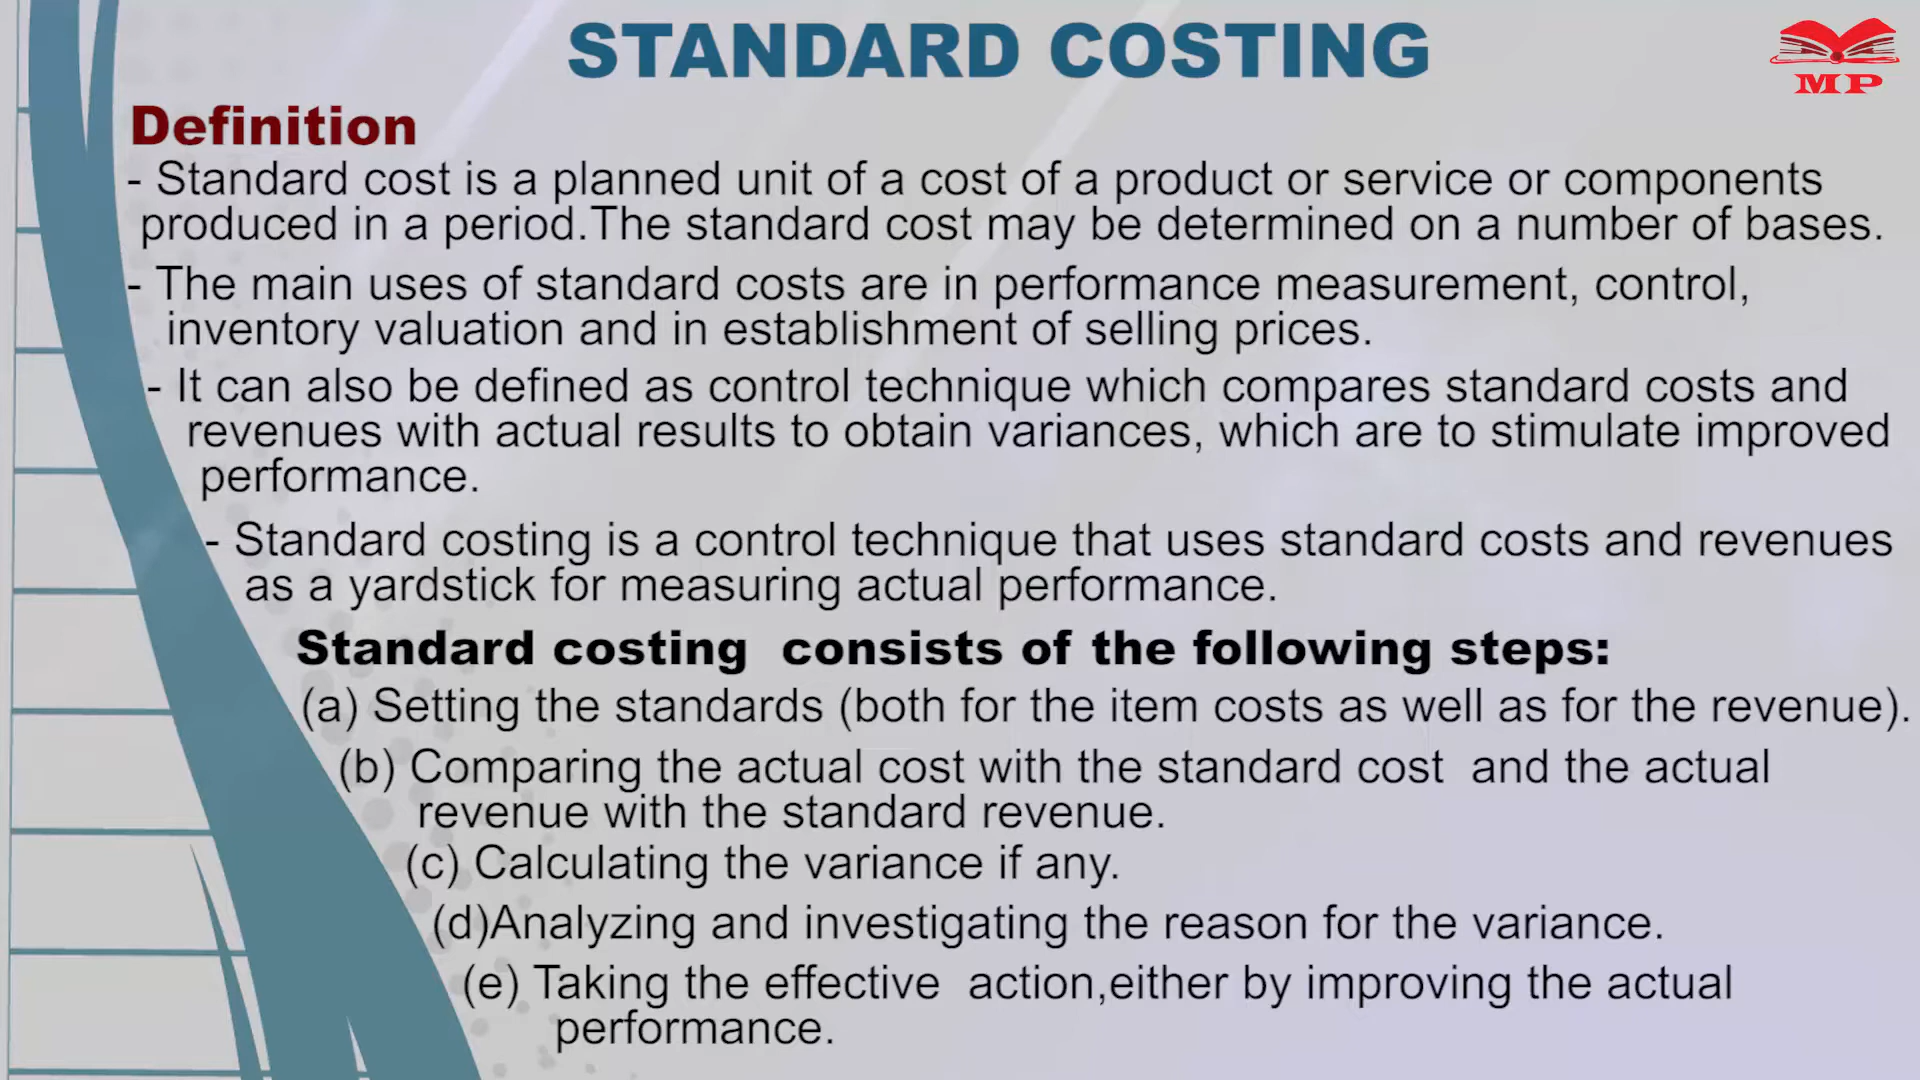 STANDARD COSTING
MP
Definition
- Standard cost is a planned unit of a cost of a product or service or components
produced in a period.The standard cost may be determined on a number of bases.
- The main uses of standard costs are in performance measurement, control,
inventory valuation and in establishment of selling prices.
- It can also be defined as control technique which compares standard costs and
revenues with actual results to obtain variances, which are to stimulate improved
performance.
- Standard costing is a control technique that uses standard costs and revenues
as a yardstick for measuring actual performance.
Standard costing consists of the following steps:
(a) Setting the standards (both for the item costs as well as for the revenue).
(b) Comparing the actual cost with the standard cost and the actual
revenue with the standard revenue.
(c) Calculating the variance if any.
(d)Analyzing and investigating the reason for the variance.
(e) Taking the effective action,either by improving the actual
performance.